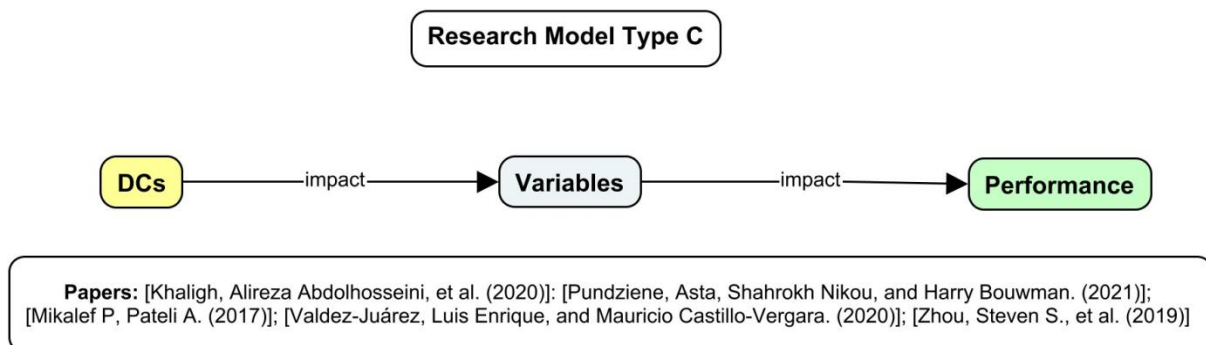 Research Model Type C
DCs
impact
Variables
impact
Performance
Papers: [Khaligh, Alireza Abdolhosseini, et al. (2020)]: [Pundziene, Asta, Shahrokh Nikou, and Harry Bouwman. (2021)];
[Mikalef P, Pateli A. (2017)]; [Valdez-Juárez, Luis Enrique, and Mauricio Castillo-Vergara. (2020)]; [Zhou, Steven S., et al. (2019)]